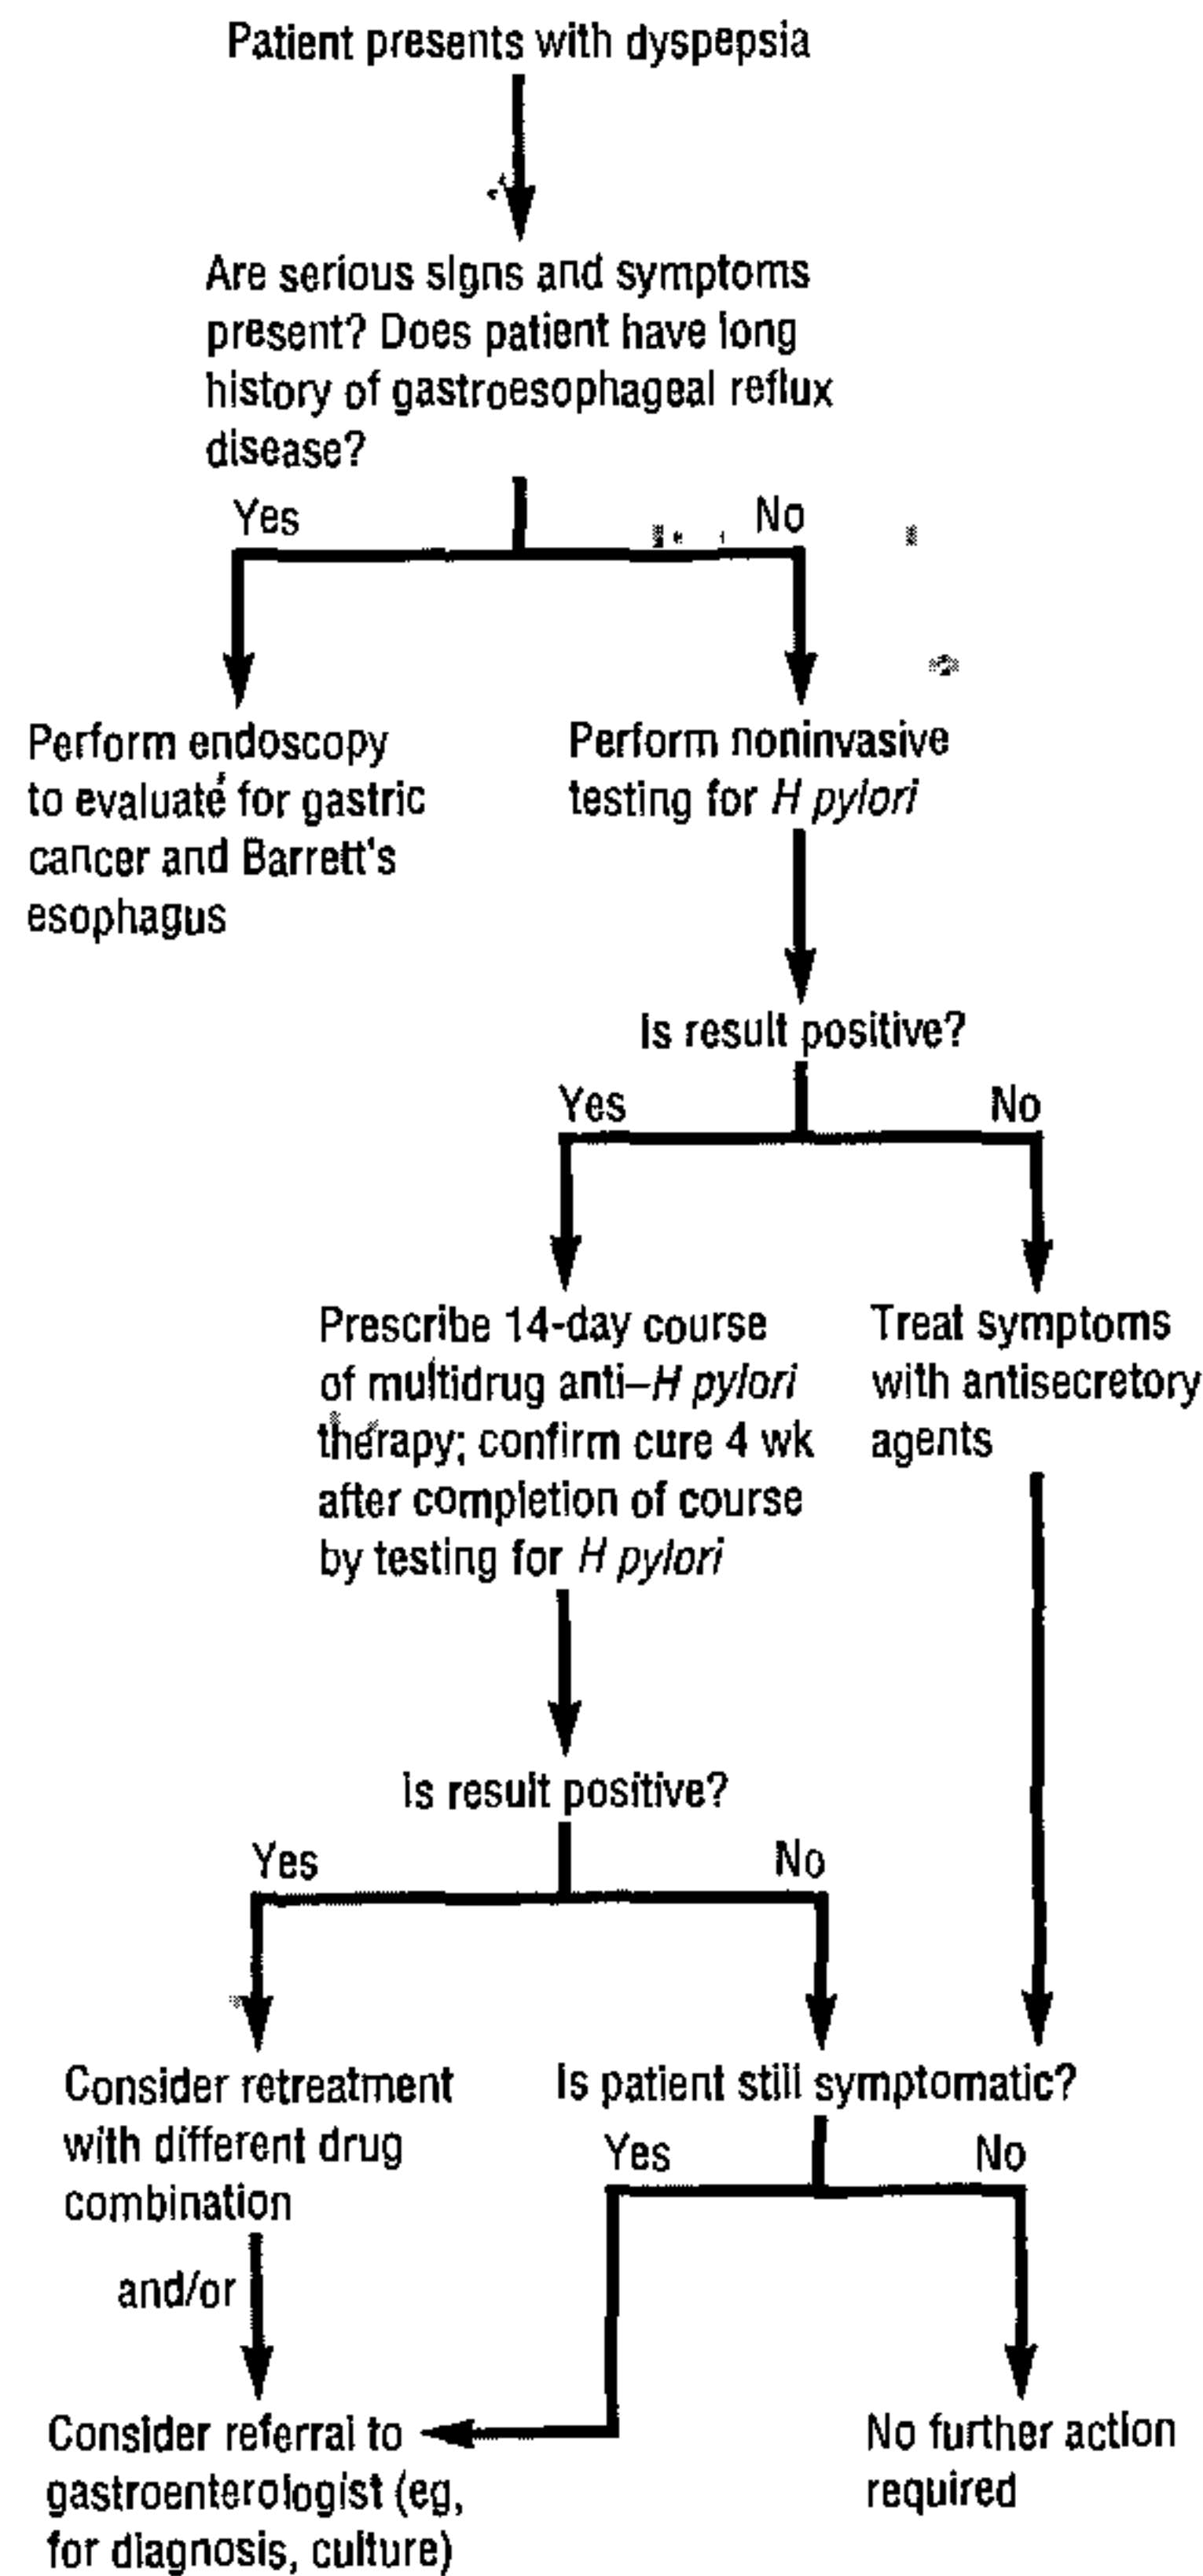 Patient presents with dyspepsia
Are serious signs and symptoms
present? Does patient have long
history of gastroesophageal reflux
disease?
Yes
No
Perform endoscopy
to evaluate for gastric
cancer and Barrett's
esophagus
Perform noninvasive
testing for H pylori
Is result positive?
Yes
No
Prescribe 14-day course
of multidrug anti–H pylori
therapy; confirm cure 4 wk
after completion of course
by testing for H pylori
Treat symptoms
with antisecretory
agents
Is result positive?
Yes
No
Consider retreatment
with different drug
combination
and/or
Is patient still symptomatic?
Yes
No
Consider referral to
gastroenterologist (eg,
for diagnosis, culture)
No further action
required